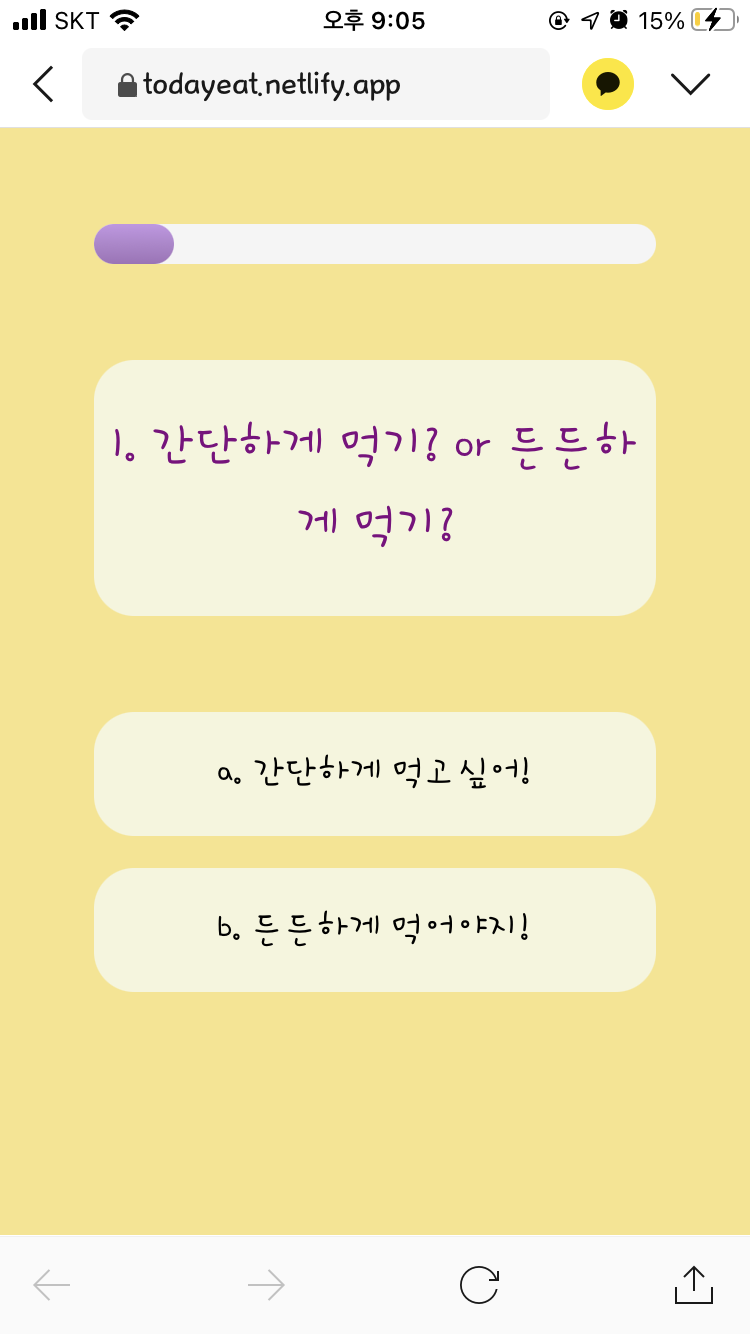 SKT 오후 9:05 15%
todayeat.netlify.app
1. 간단하게 먹기? or 든든하
게 먹기?
a. 간단하게 먹고싶어!
b. 든든하게 먹어야지!